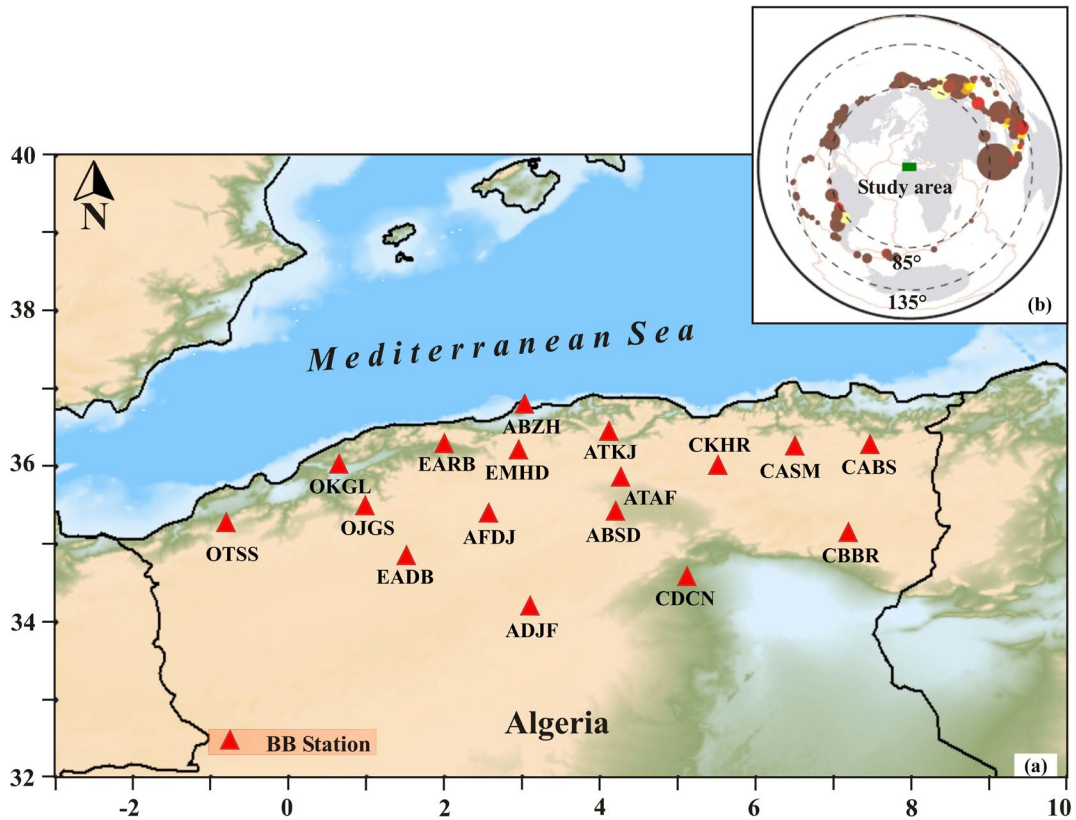 Study area
85°
135°
(b)
40
N
38
Mediterranean Sea
ABZH
EARB
EMHD
ATKJ
CKHR
CASM
CABS
36
OKGL
ATAF
OJGS
AFDJ
ABSD
OTSS
CBBR
EADB
CDCN
34
ADJF
Algeria
BB Station
(a)
32
-2 0 2 4 6 8 10